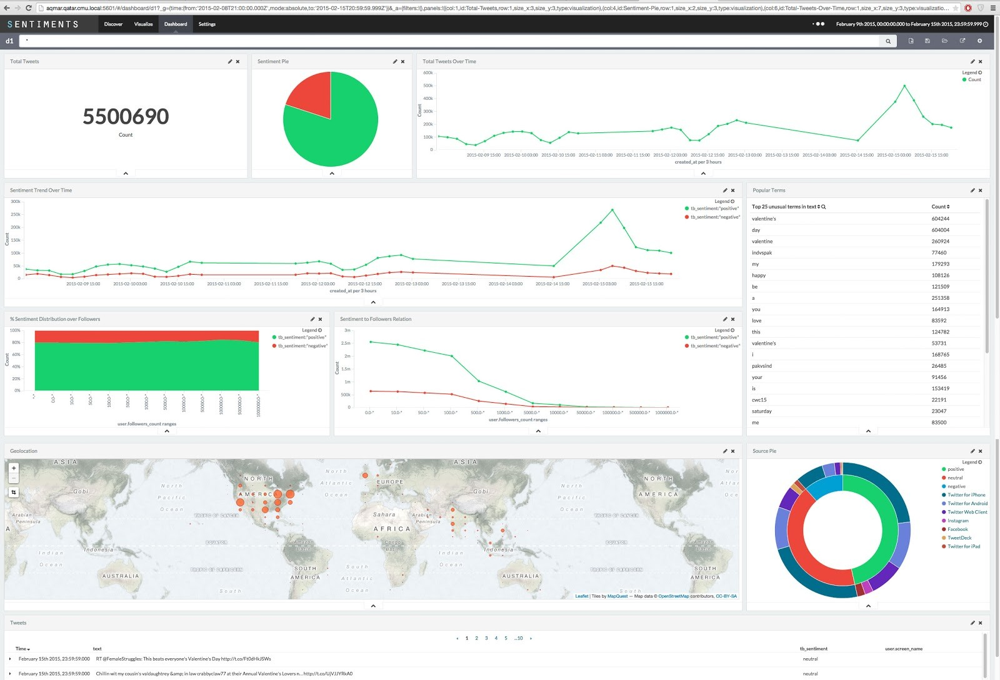 aqmar.qatar.cmu.local:5601/#/dashboard/d1?_g=(time:(from:'2015-02-08T21:00:00.000Z',mode:absolute,to:'2015-02-15T20:59:59.999Z'))&_a=(filters:!(),panels:!((col:1,id:Total-Tweets,row:1,size_x:3,size_y:3,type:visualization),(col:4,id:Sentiment-Pie,row:1,size_x:2,size_y:3,type:visualization),(col:6,id:Total-Tweets-Over-Time,row:1,size_x:7,size_y:3,type:visualizatio...
SENTIMENTS Discover Visualize Dashboard Settings February 9th 2015, 00:00:00.000 to February 15th 2015, 23:59:59.999
d1 *
Total Tweets
5500690
Count
Sentiment Pie
Total Tweets Over Time
Legend
Count
600k
500k
400k
300k
200k
100k
0
Count
2015-02-09 15:00 2015-02-10 03:00 2015-02-10 15:00 2015-02-11 03:00 2015-02-11 15:00 2015-02-12 03:00 2015-02-12 15:00 2015-02-13 03:00 2015-02-13 15:00 2015-02-14 03:00 2015-02-14 15:00 2015-02-15 03:00 2015-02-15 15:00
created_at per 3 hours
Sentiment Trend Over Time
Legend
tb_sentiment:"positive"
tb_sentiment:"negative"
300k
250k
200k
150k
100k
50k
0
Count
2015-02-09 15:00 2015-02-10 03:00 2015-02-10 15:00 2015-02-11 03:00 2015-02-11 15:00 2015-02-12 03:00 2015-02-12 15:00 2015-02-13 03:00 2015-02-13 15:00 2015-02-14 03:00 2015-02-14 15:00 2015-02-15 03:00 2015-02-15 15:00
created_at per 3 hours
Popular Terms
Top 25 unusual terms in text Count
valentine's 604244
day 604004
valentine 260924
indvspak 77460
my 179293
happy 108126
be 121509
a 251358
you 164913
love 83592
this 124782
valentine's 53731
i 168765
pakvsind 26485
your 91456
is 153419
cwc15 22191
saturday 23047
me 83500
% Sentiment Distribution over Followers
Legend
tb_sentiment:"positive"
tb_sentiment:"negative"
100%
80%
60%
40%
20%
0%
Count
*-* 0.0-* 10.0-* 50.0-* 100.0-* 500.0-* 1000.0-* 5000.0-* 10000.0-* 50000.0-* 100000.0-* 500000.0-* 1000000.0-*
user.followers_count ranges
Sentiment to Followers Relation
Legend
tb_sentiment:"positive"
tb_sentiment:"negative"
3m
2.5m
2m
1.5m
1m
500k
0
Count
0.0-* 10.0-* 50.0-* 100.0-* 500.0-* 1000.0-* 5000.0-* 10000.0-* 50000.0-* 100000.0-* 500000.0-* 1000000.0-*
user.followers_count ranges
Geolocation
+
−
ASIA
Gobi
Arabian Peninsula
Indian Ocean
Indonesia
AUSTRALIA
North Pacific Ocean
TROPIC OF CANCER
EQUATOR
TROPIC OF CAPRICORN
South
NORTH AMERICA
Amazon Basin
SOUTH AMERICA
North Atlantic Ocean
South Atlantic Ocean
EUROPE
Sahara
AFRICA
Congo Basin
Arabian Peninsula
ASIA
Gobi
Indian Ocean
Indonesia
AUSTRALIA
North Pacific Ocean
TROPIC OF CANCER
EQUATOR
TROPIC OF CAPRICORN
South
NORTH AMERICA
Amazon Basin
SOUTH AMERICA
Leaflet | Tiles by MapQuest — Map data © OpenStreetMap contributors, CC-BY-SA
Source Pie
Legend
positive
neutral
negative
Twitter for iPhone
Twitter for Android
Twitter Web Client
Instagram
Facebook
TweetDeck
Twitter for iPad
Tweets
« 1 2 3 4 5 ...10 »
Time text tb_sentiment user.screen_name
February 15th 2015, 23:59:59.000 RT @FemaleStruggles: This beats everyone's Valentine's Day http://t.co/Ft0dHkJSWs neutral
February 15th 2015, 23:59:59.000 Chillin wit my cousin's valdaughtrey &amp; in law crabbyclaw77 at their Annual Valentine's Lovers n... http://t.co/UjVJJYRkA0 neutral